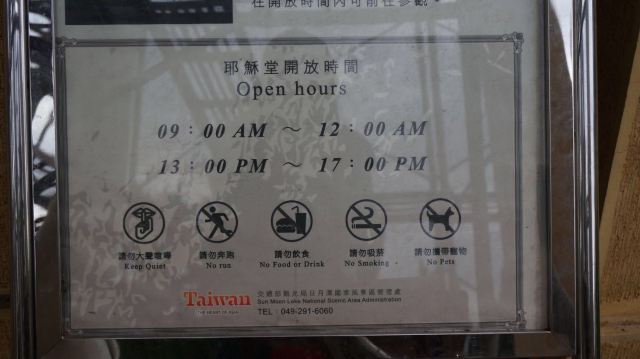 在開放時間內可前往參觀。
耶穌堂開放時間
Open hours
09：00 AM ～ 12：00 AM
13：00 PM ～ 17：00 PM
請勿大聲喧嘩 請勿奔跑 請勿飲食 請勿吸菸 請勿攜帶寵物
Keep Quiet No run No Food or Drink No Smoking No Pets
Taiwan
THE HEART OF ASIA
交通部觀光局日月潭國家風景區管理處
Sun Moon Lake National Scenic Area Administration
TEL：049-291-6060